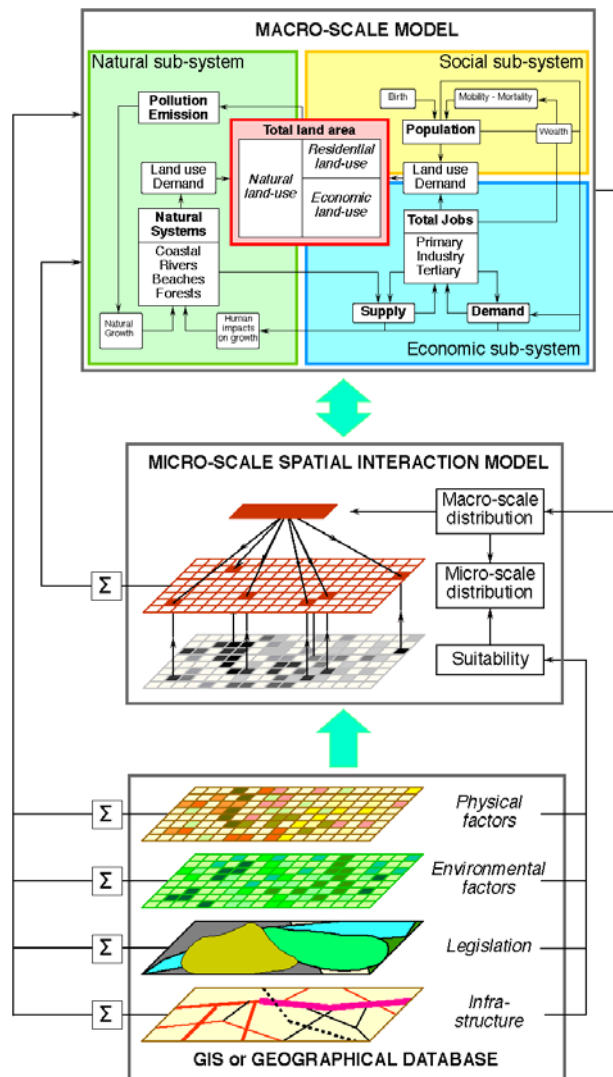 MACRO-SCALE MODEL
Natural sub-system
Social sub-system
Pollution
Emission
Birth
Mobility - Mortality
Population
Wealth
Total land area
Natural
land-use
Residential
land-use
Economic
land-use
Land use
Demand
Land use
Demand
Natural
Systems
Coastal
Rivers
Beaches
Forests
Total Jobs
Primary
Industry
Tertiary
Natural
Growth
Human
impacts
on growth
Supply
Demand
Economic sub-system
MICRO-SCALE SPATIAL INTERACTION MODEL
Macro-scale
distribution
Micro-scale
distribution
Suitability
Σ
Σ
Physical
factors
Σ
Environmental
factors
Σ
Legislation
Σ
Infra-
structure
GIS or GEOGRAPHICAL DATABASE